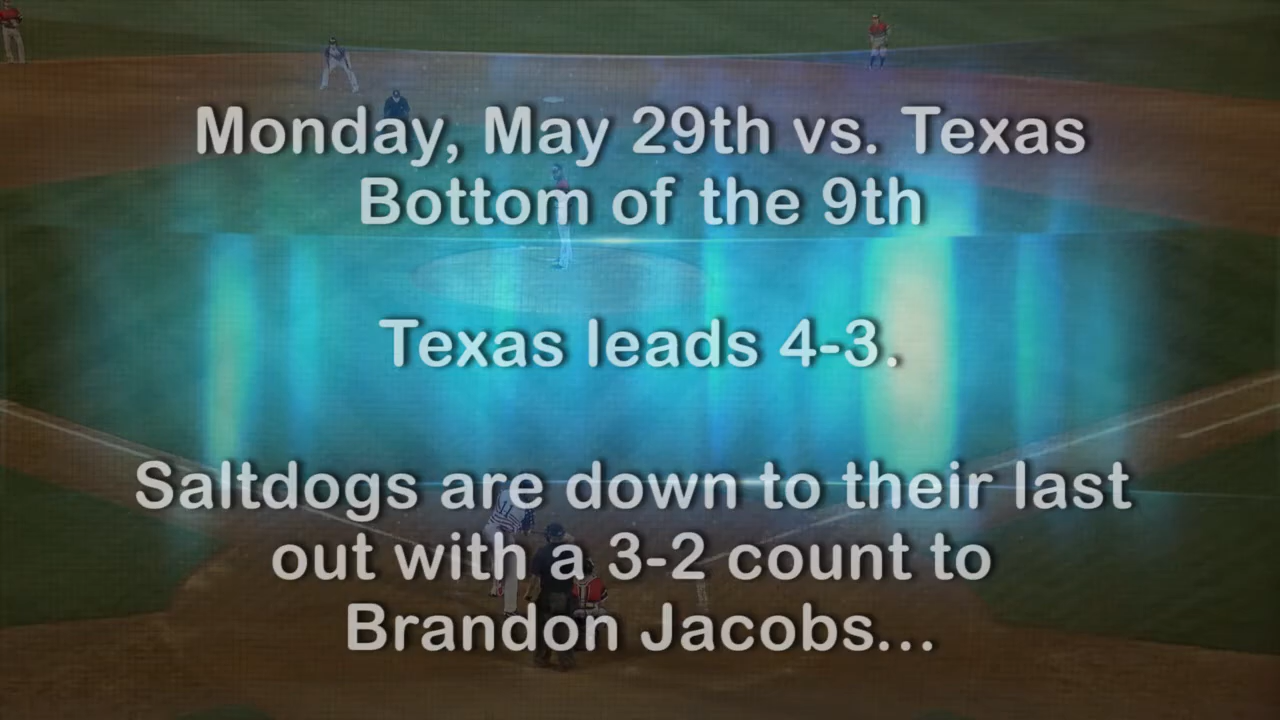 Monday, May 29th vs. Texas
Bottom of the 9th
Texas leads 4-3.
Saltdogs are down to their last
out with a 3-2 count to
Brandon Jacobs...